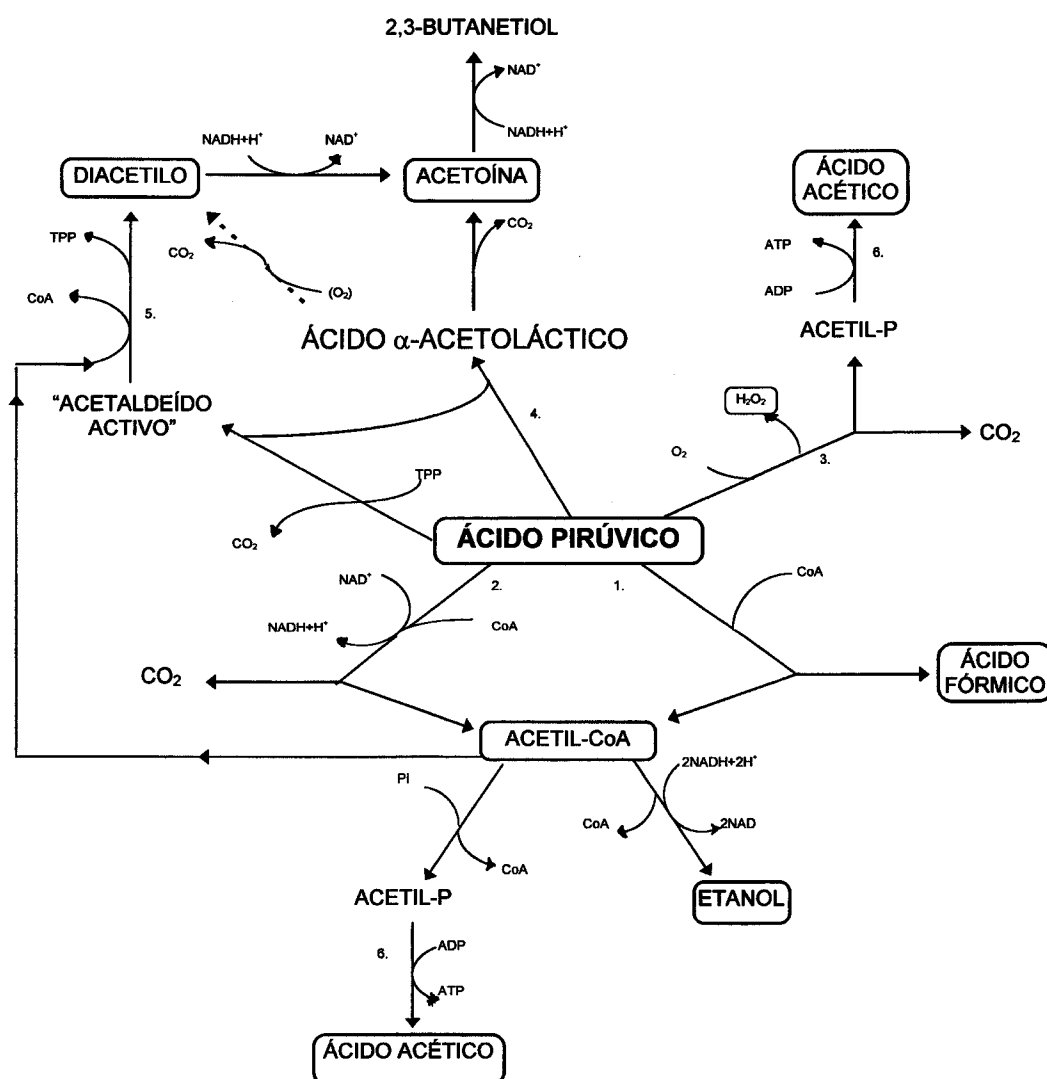 2,3-BUTANETIOL
NAD⁺
NADH+H⁺
NADH+H⁺
NAD⁺
DIACETILO
ACETOÍNA
ÁCIDO
ACÉTICO
TPP
CO₂
CO₂
ATP
6.
ADP
CoA
(O₂)
5.
ÁCIDO α-ACETOLÁCTICO
ACETIL-P
"ACETALDEÍDO
ACTIVO"
4.
H₂O₂
CO₂
O₂
3.
TPP
CO₂
ÁCIDO PIRÚVICO
NAD⁺
2.
1.
CoA
NADH+H⁺
CoA
CO₂
ÁCIDO
FÓRMICO
ACETIL-CoA
PI
2NADH+2H⁺
CoA
2NAD
CoA
ACETIL-P
ETANOL
6.
ADP
ATP
ÁCIDO ACÉTICO